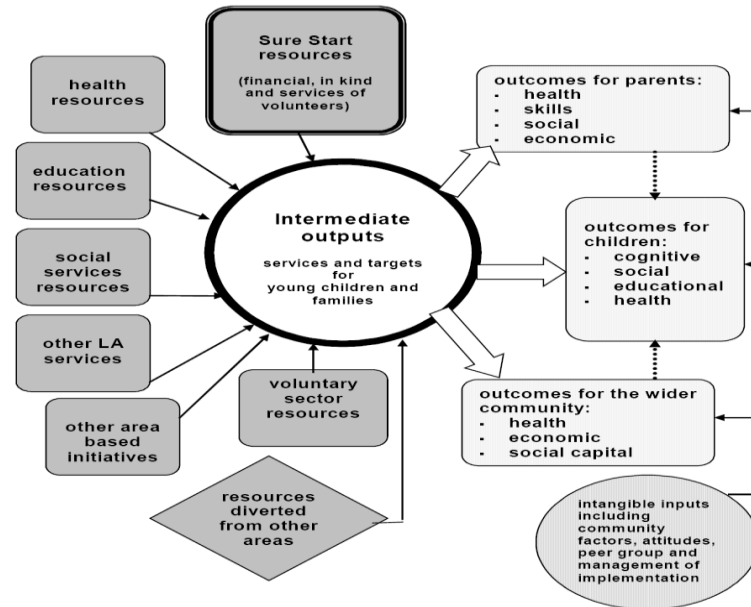 Sure Start
resources
(financial, in kind
and services of
volunteers)
health
resources
education
resources
social
services
resources
other LA
services
other area
based
initiatives
voluntary
sector
resources
resources
diverted
from other
areas
Intermediate
outputs
services and targets
for
young children and
families
outcomes for parents:
- health
- skills
- social
- economic
outcomes for
children:
- cognitive
- social
- educational
- health
outcomes for the wider
community:
- health
- economic
- social capital
intangible inputs
including
community
factors, attitudes,
peer group and
management of
implementation